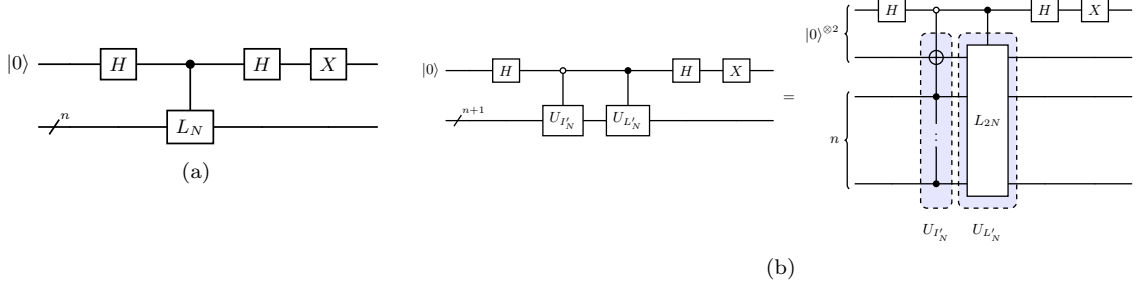 |0⟩ H H X
n L_N
(a)
|0⟩ H H X
n+1 U_{I'_N} U_{L'_N}
=
|0⟩^{⊗2} H H X
n L_{2N}
U_{I'_N} U_{L'_N}
(b)